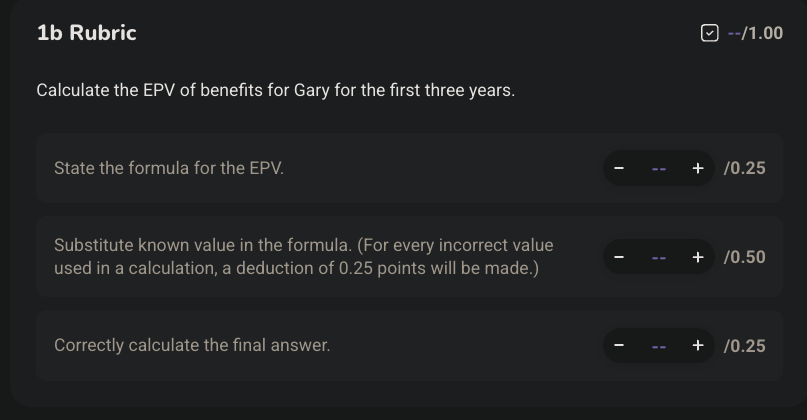 1b Rubric
--/1.00
Calculate the EPV of benefits for Gary for the first three years.
State the formula for the EPV.
− -- + /0.25
Substitute known value in the formula. (For every incorrect value
used in a calculation, a deduction of 0.25 points will be made.)
− -- + /0.50
Correctly calculate the final answer.
− -- + /0.25